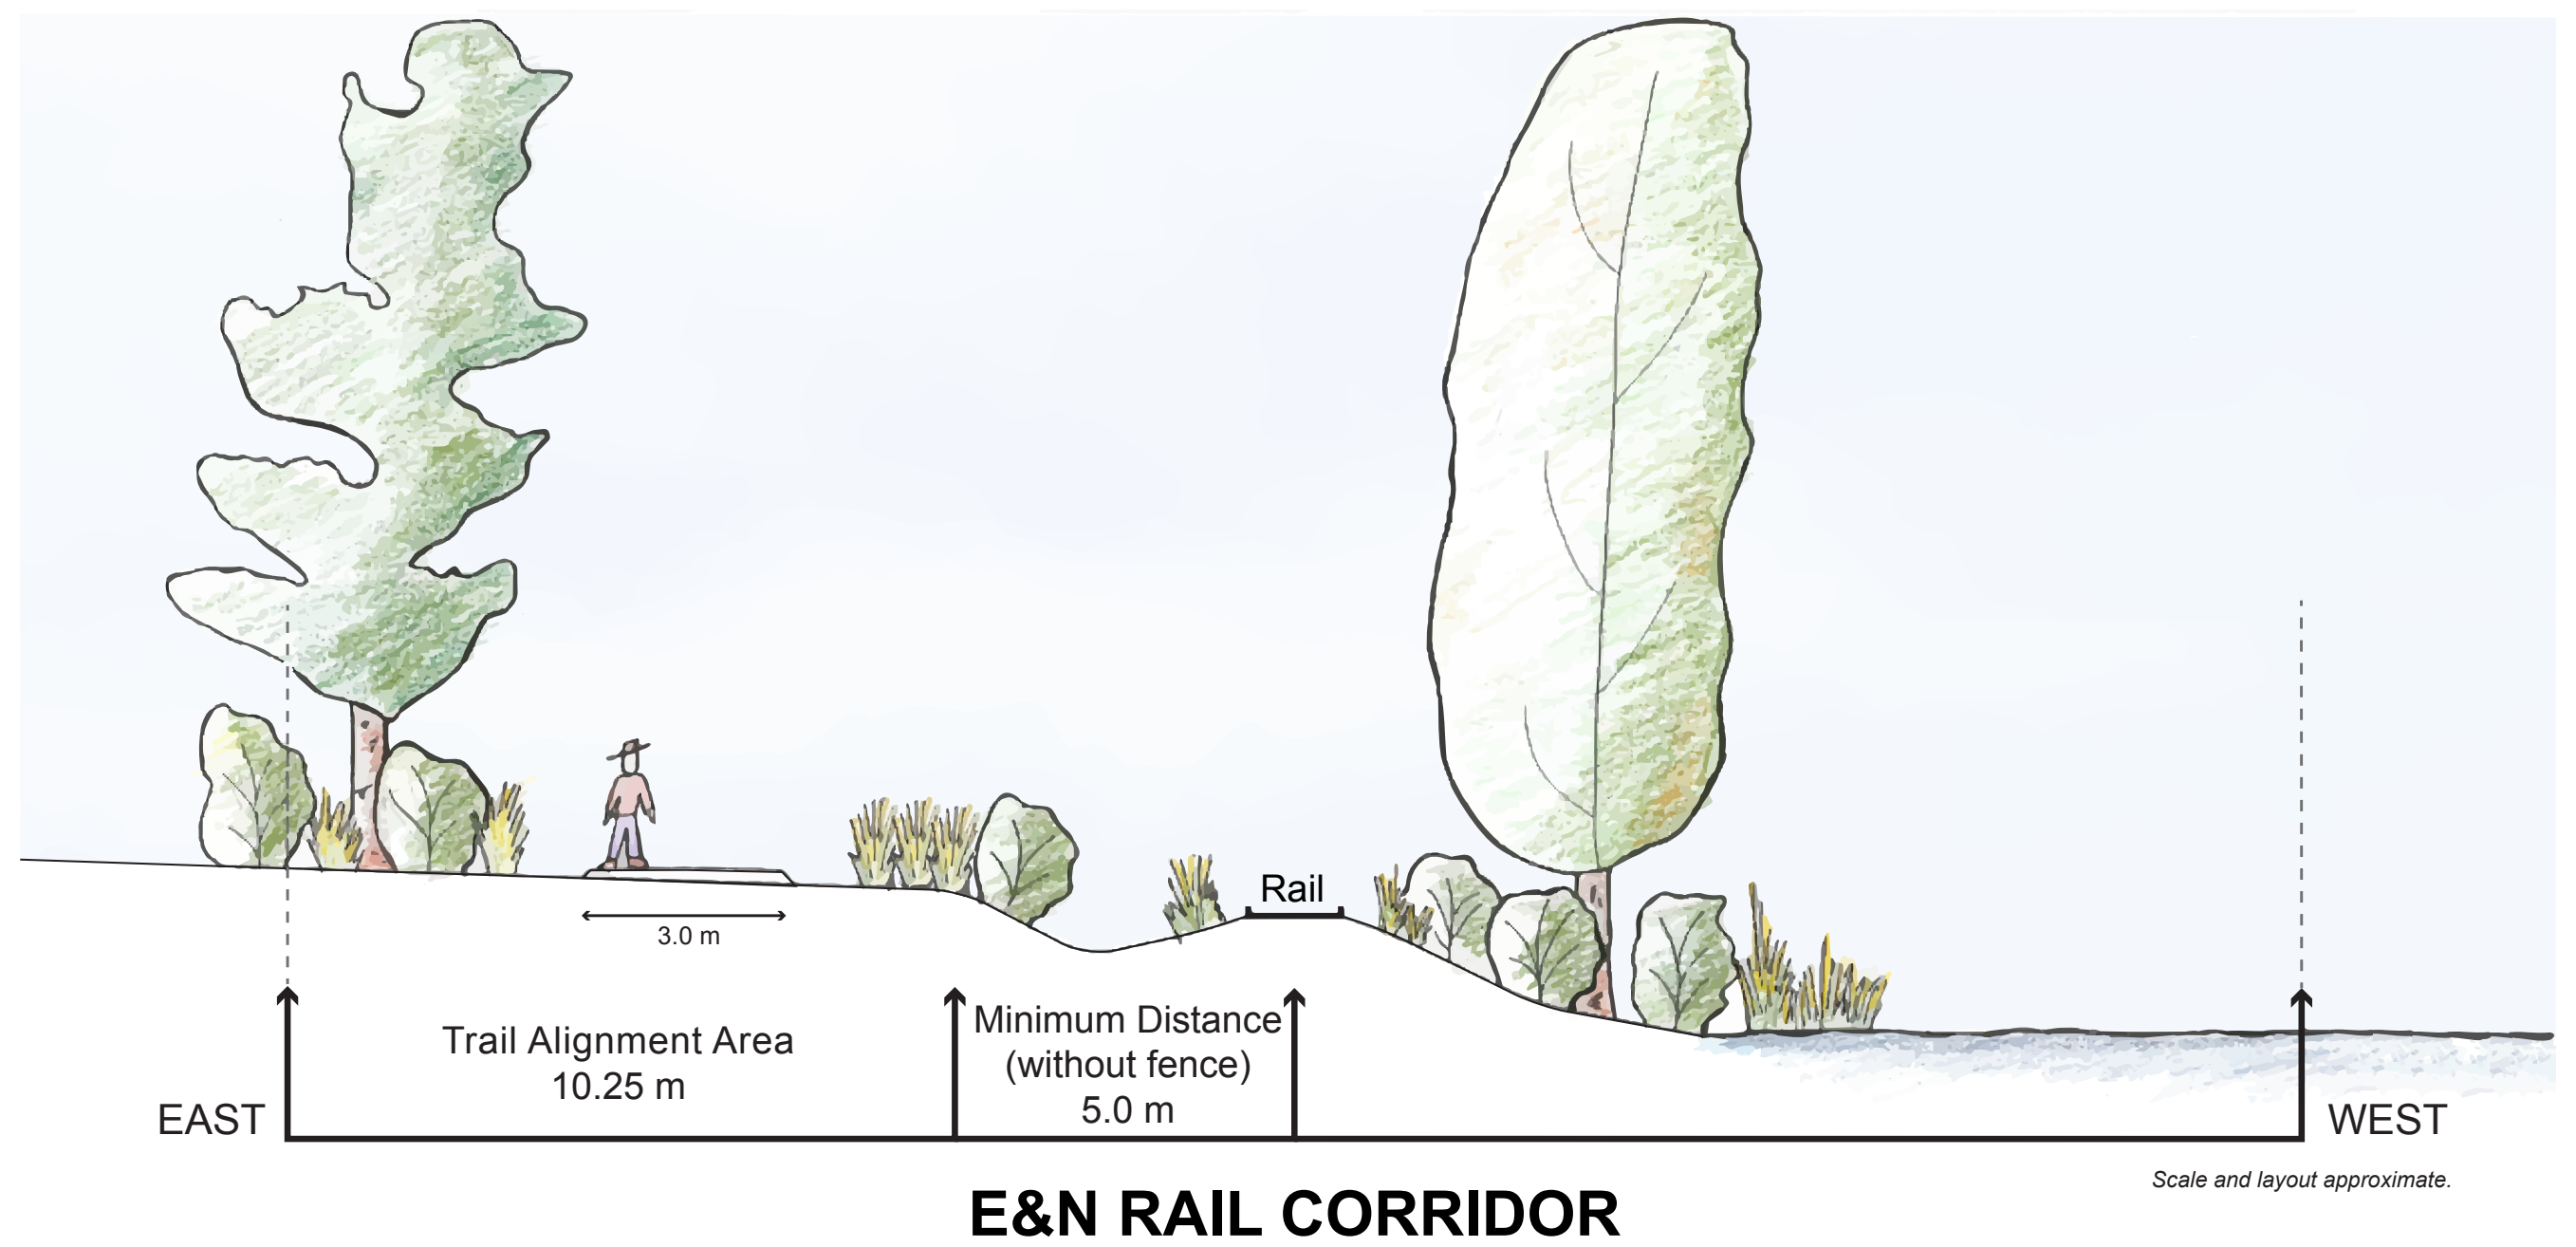 Rail
3.0 m
Trail Alignment Area
10.25 m
Minimum Distance
(without fence)
5.0 m
EAST
WEST
Scale and layout approximate.
E&N RAIL CORRIDOR